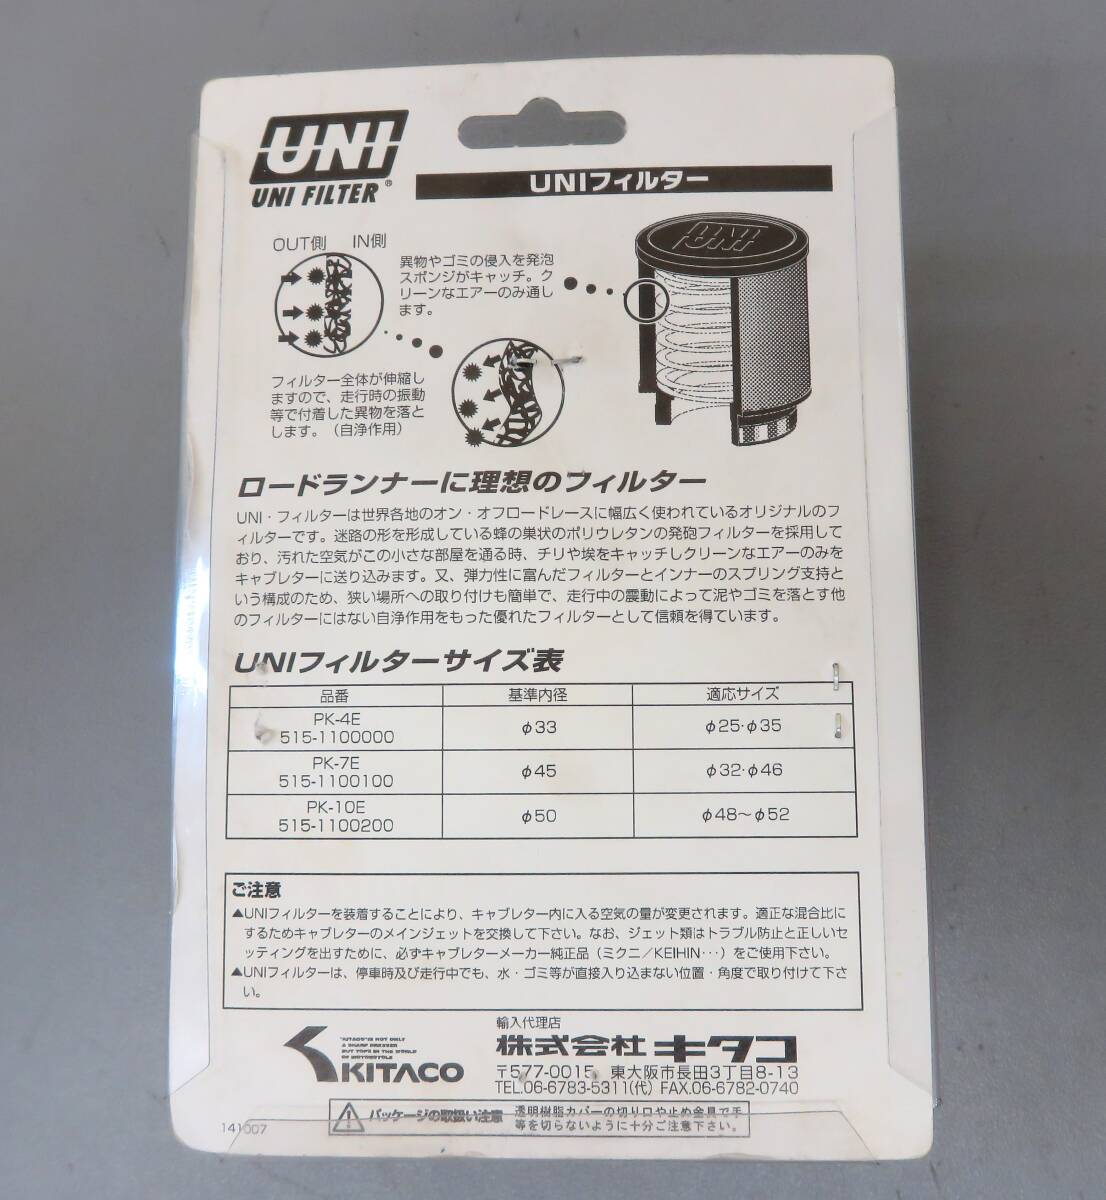 UNI
UNI FILTER®
UNIフィルター
OUT側 IN側
異物やゴミの侵入を発泡
スポンジがキャッチ。ク
リーンなエアーのみ通し
ます。
UNI
フィルター全体が伸縮し
ますので、走行時の振動
等で付着した異物を落と
します。（自浄作用）
ロードランナーに理想のフィルター
UNI・フィルターは世界各地のオン・オフロードレースに幅広く使われているオリジナルのフ
ィルターです。迷路の形を形成している蜂の巣状のポリウレタンの発砲フィルターを採用して
おり、汚れた空気がこの小さな部屋を通る時、チリや埃をキャッチしクリーンなエアーのみを
キャブレターに送り込みます。又、弾力性に富んだフィルターとインナーのスプリング支持と
いう構成のため、狭い場所への取り付けも簡単で、走行中の震動によって泥やゴミを落とす他
のフィルターにはない自浄作用をもった優れたフィルターとして信頼を得ています。
UNIフィルターサイズ表
品番 基準内径 適応サイズ
PK-4E
515-1100000 φ33 φ25·φ35
PK-7E
515-1100100 φ45 φ32·φ46
PK-10E
515-1100200 φ50 φ48〜φ52
ご注意
▲UNIフィルターを装着することにより、キャブレター内に入る空気の量が変更されます。適正な混合比に
するためキャブレターのメインジェットを交換して下さい。なお、ジェット類はトラブル防止と正しいセ
ッティングを出すために、必ずキャブレターメーカー純正品（ミクニ／KEIHIN･･･）をご使用下さい。
▲UNIフィルターは、停車時及び走行中でも、水・ゴミ等が直接入り込まない位置・角度で取り付けて下さ
い。
"KITACO" IS NOT ONLY
A SHARP DRESSER
BUT TOPS IN THE WORLD
OF MOTORCYCLE
KITACO
輸入代理店
株式会社 キタコ
〒577-0015 東大阪市長田3丁目8-13
TEL.06-6783-5311(代) FAX.06-6782-0740
パッケージの取扱い注意
透明樹脂カバーの切り口や止め金具で手
等を切らないように十分ご注意下さい。
141007